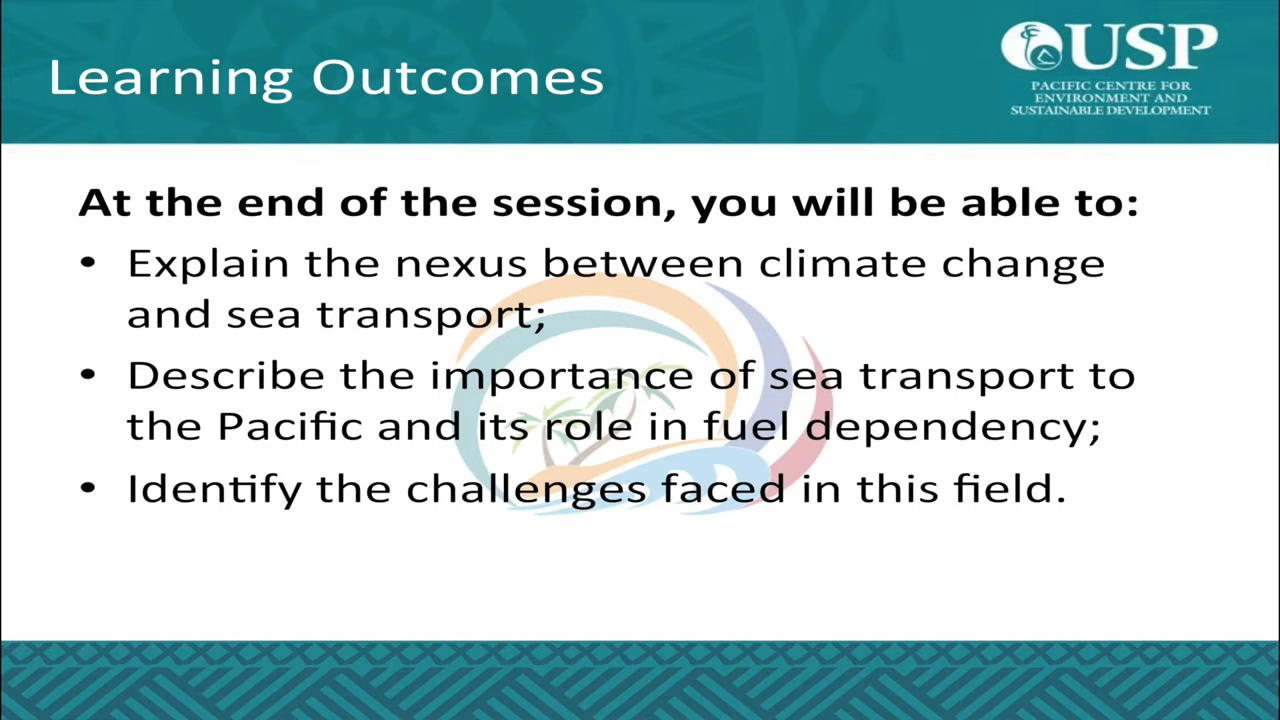 Learning Outcomes
USP
PACIFIC CENTRE FOR
ENVIRONMENT AND
SUSTAINABLE DEVELOPMENT
At the end of the session, you will be able to:
• Explain the nexus between climate change
and sea transport;
• Describe the importance of sea transport to
the Pacific and its role in fuel dependency;
• Identify the challenges faced in this field.